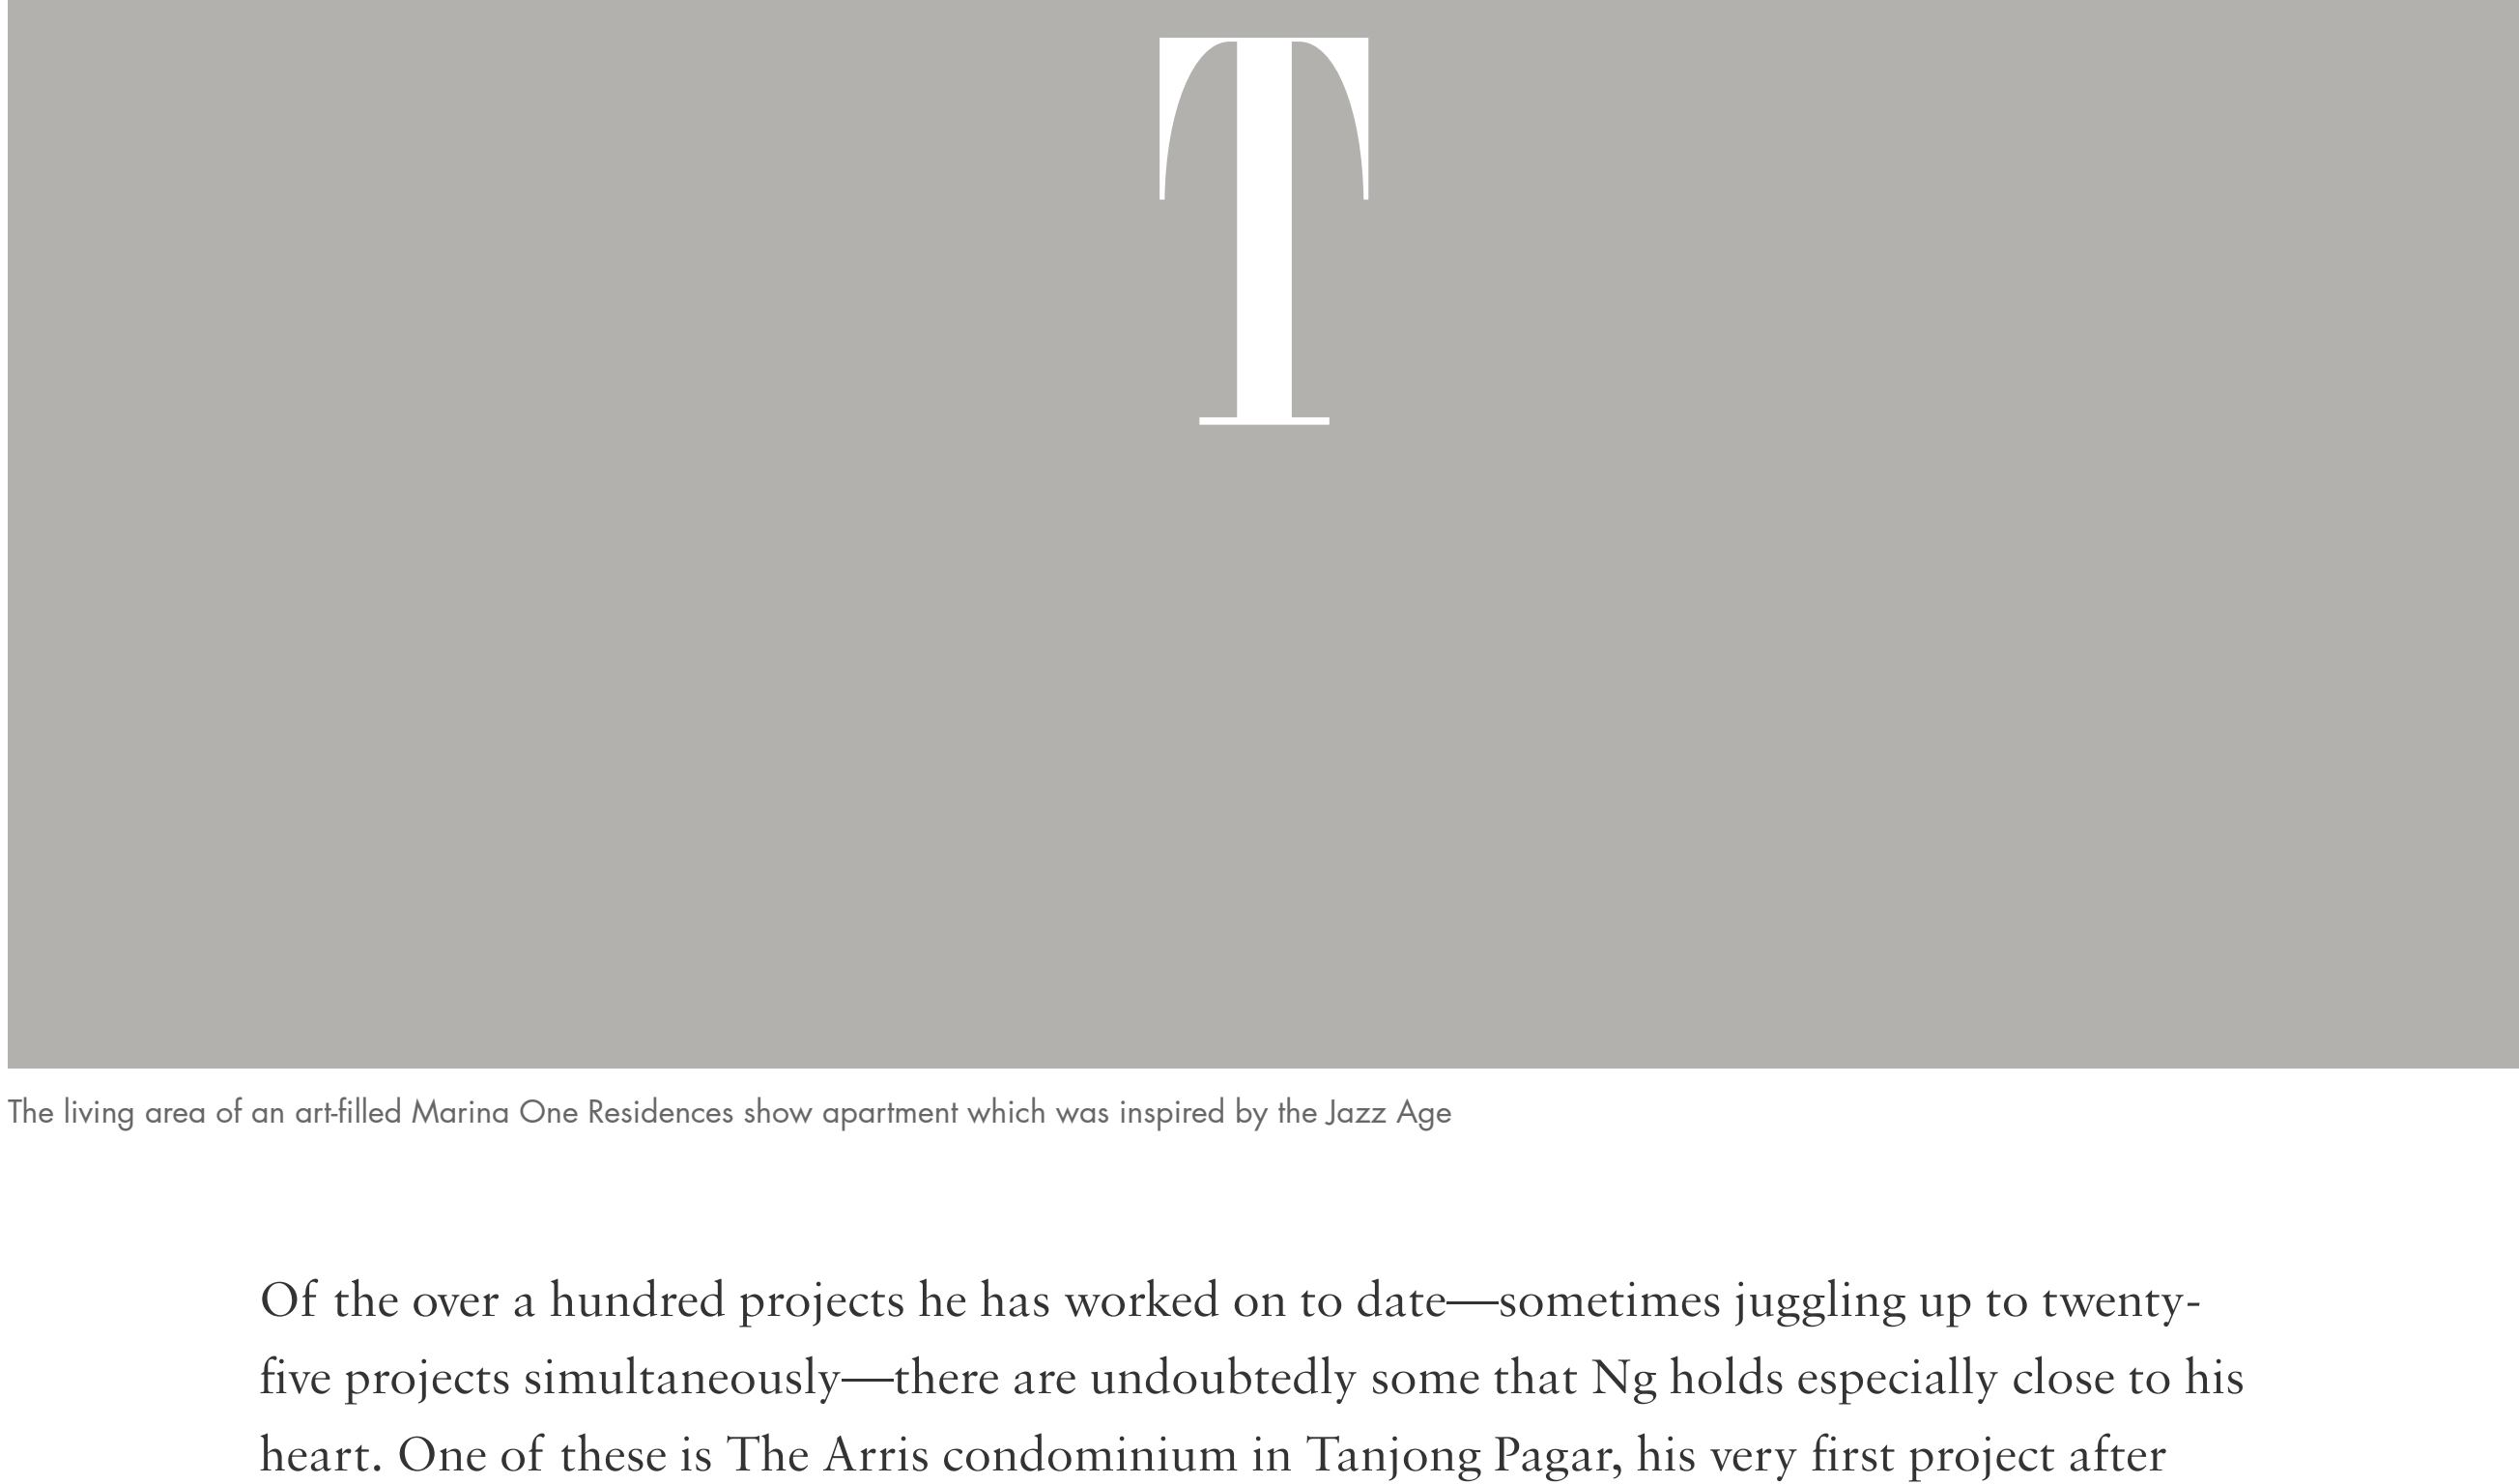 T
The living area of an art-filled Marina One Residences show apartment which was inspired by the Jazz Age
Of the over a hundred projects he has worked on to date—sometimes juggling up to twenty-
five projects simultaneously—there are undoubtedly some that Ng holds especially close to his
heart. One of these is The Arris condominium in Tanjong Pagar, his very first project after